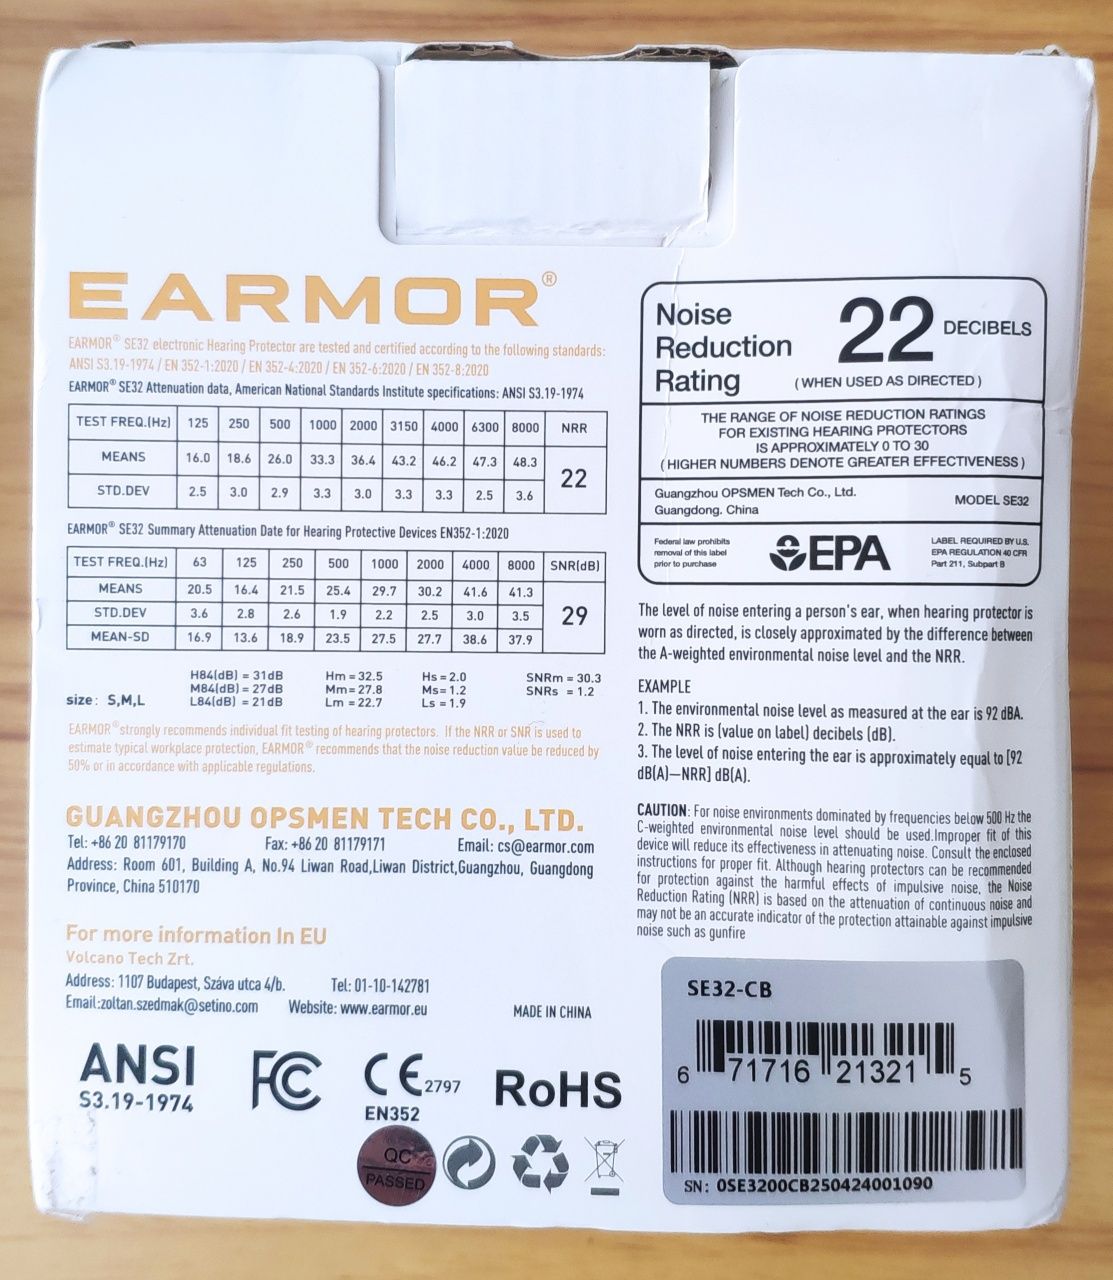 EARMOR®
EARMOR® SE32 electronic Hearing Protector are tested and certified according to the following standards:
ANSI S3.19-1974 / EN 352-1:2020 / EN 352-4:2020 / EN 352-6:2020 / EN 352-8:2020
EARMOR® SE32 Attenuation data, American National Standards Institute specifications: ANSI S3.19-1974
TEST FREQ.(Hz) 125 250 500 1000 2000 3150 4000 6300 8000 NRR
MEANS 16.0 18.6 26.0 33.3 36.4 43.2 46.2 47.3 48.3
22
STD.DEV 2.5 3.0 2.9 3.3 3.0 3.3 3.3 2.5 3.6
EARMOR® SE32 Summary Attenuation Date for Hearing Protective Devices EN352-1:2020
TEST FREQ.(Hz) 63 125 250 500 1000 2000 4000 8000 SNR(dB)
MEANS 20.5 16.4 21.5 25.4 29.7 30.2 41.6 41.3
STD.DEV 3.6 2.8 2.6 1.9 2.2 2.5 3.0 3.5 29
MEAN-SD 16.9 13.6 18.9 23.5 27.5 27.7 38.6 37.9
H84(dB) = 31dB Hm = 32.5 Hs = 2.0 SNRm = 30.3
M84(dB) = 27dB Mm = 27.8 Ms = 1.2 SNRs = 1.2
size: S,M,L L84(dB) = 21dB Lm = 22.7 Ls = 1.9
EARMOR® strongly recommends individual fit testing of hearing protectors. If the NRR or SNR is used to
estimate typical workplace protection, EARMOR® recommends that the noise reduction value be reduced by
50% or in accordance with applicable regulations.
GUANGZHOU OPSMEN TECH CO., LTD.
Tel: +86 20 81179170 Fax: +86 20 81179171 Email: cs@earmor.com
Address: Room 601, Building A, No.94 Liwan Road,Liwan District,Guangzhou, Guangdong
Province, China 510170
For more information In EU
Volcano Tech Zrt.
Address: 1107 Budapest, Száva utca 4/b. Tel: 01-10-142781
Email:zoltan.szedmak@setino.com Website: www.earmor.eu MADE IN CHINA
ANSI
S3.19-1974
FC
CE 2797
EN352
RoHS
QC
PASSED
Noise
Reduction
Rating
22 DECIBELS
(WHEN USED AS DIRECTED)
THE RANGE OF NOISE REDUCTION RATINGS
FOR EXISTING HEARING PROTECTORS
IS APPROXIMATELY 0 TO 30
(HIGHER NUMBERS DENOTE GREATER EFFECTIVENESS)
Guangzhou OPSMEN Tech Co., Ltd.
Guangdong. China
MODEL SE32
Federal law prohibits
removal of this label
prior to purchase
EPA
LABEL REQUIRED BY U.S.
EPA REGULATION 40 CFR
Part 211, Subpart B
The level of noise entering a person's ear, when hearing protector is
worn as directed, is closely approximated by the difference between
the A-weighted environmental noise level and the NRR.
EXAMPLE
1. The environmental noise level as measured at the ear is 92 dBA.
2. The NRR is (value on label) decibels (dB).
3. The level of noise entering the ear is approximately equal to [92
dB(A)—NRR] dB(A).
CAUTION: For noise environments dominated by frequencies below 500 Hz the
C-weighted environmental noise level should be used.Improper fit of this
device will reduce its effectiveness in attenuating noise. Consult the enclosed
instructions for proper fit. Although hearing protectors can be recommended
for protection against the harmful effects of impulsive noise, the Noise
Reduction Rating (NRR) is based on the attenuation of continuous noise and
may not be an accurate indicator of the protection attainable against impulsive
noise such as gunfire
SE32-CB
6 71716 21321 5
SN: 0SE3200CB250424001090